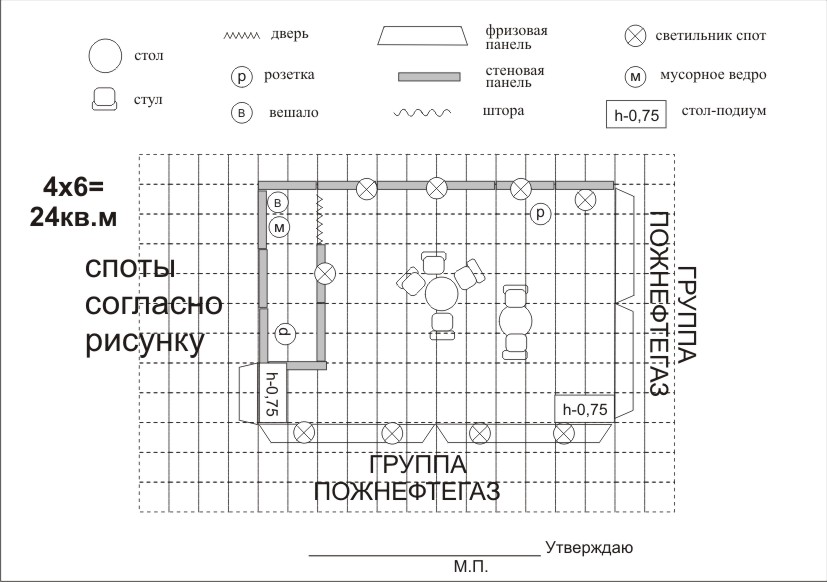 дверь
фризовая
панель
светильник спот
стол
р
розетка
стеновая
панель
м
мусорное ведро
стул
в
вешало
штора
h-0,75
стол-подиум
4х6=
24кв.м
споты
согласно
рисунку
в
м
р
р
h-0,75
h-0,75
ГРУППА
ПОЖНЕФТЕГАЗ
ГРУППА
ПОЖНЕФТЕГАЗ
Утверждаю
М.П.